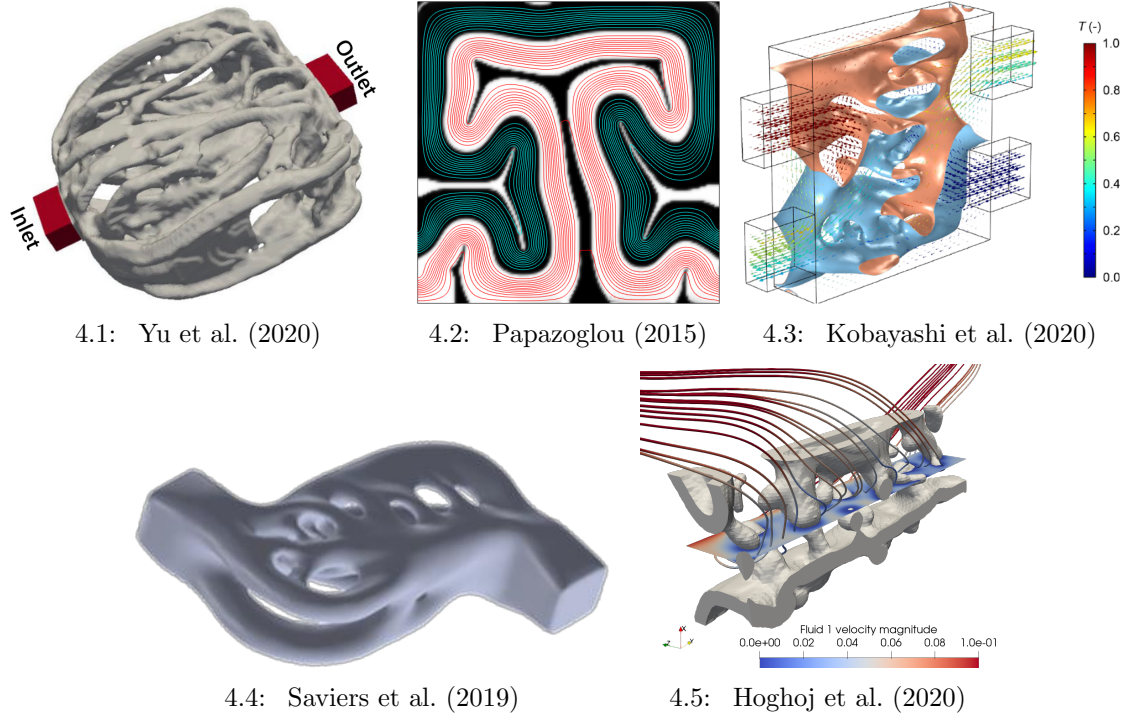 Inlet
Outlet
T (-)
1.0
0.8
0.6
0.4
0.2
0.0
4.1: Yu et al. (2020)
4.2: Papazoglou (2015)
4.3: Kobayashi et al. (2020)
X
Z
Y
Fluid 1 velocity magnitude
0.0e+00 0.02 0.04 0.06 0.08 1.0e-01
4.4: Saviers et al. (2019)
4.5: Hoghoj et al. (2020)